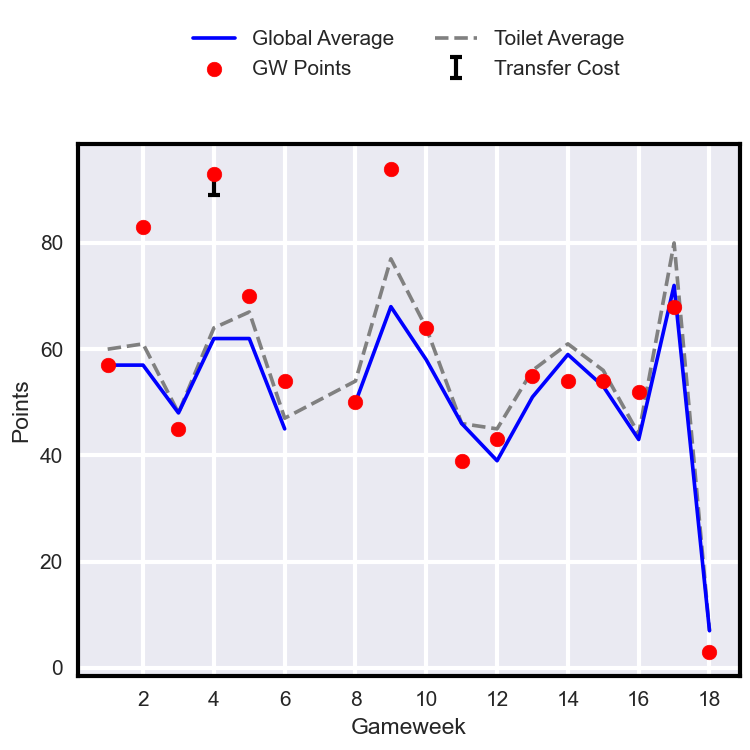 Global Average
Toilet Average
GW Points
Transfer Cost
80
60
40
20
0
Points
2 4 6 8 10 12 14 16 18
Gameweek